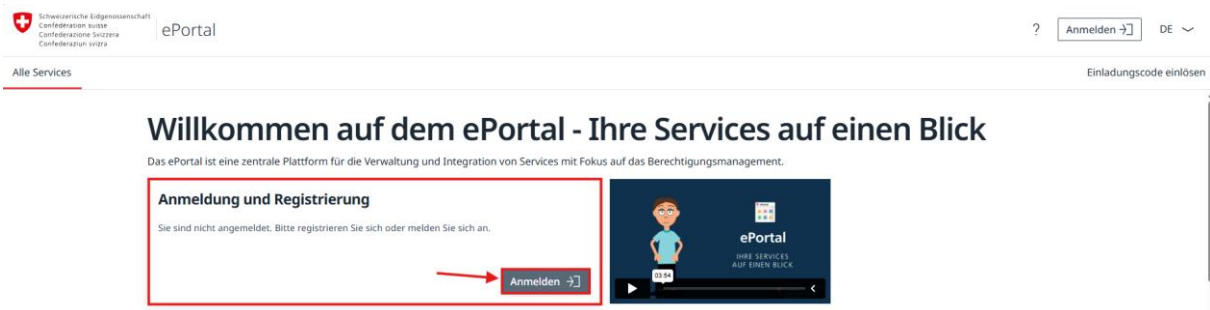 Schweizerische Eidgenossenschaft
Confédération suisse
Confederazione Svizzera
Confederaziun svizra
ePortal
? Anmelden DE
Alle Services
Einladungscode einlösen
Willkommen auf dem ePortal - Ihre Services auf einen Blick
Das ePortal ist eine zentrale Plattform für die Verwaltung und Integration von Services mit Fokus auf das Berechtigungsmanagement.
Anmeldung und Registrierung
Sie sind nicht angemeldet. Bitte registrieren Sie sich oder melden Sie sich an.
Anmelden
ePortal
IHRE SERVICES
AUF EINEN BLICK
03:54